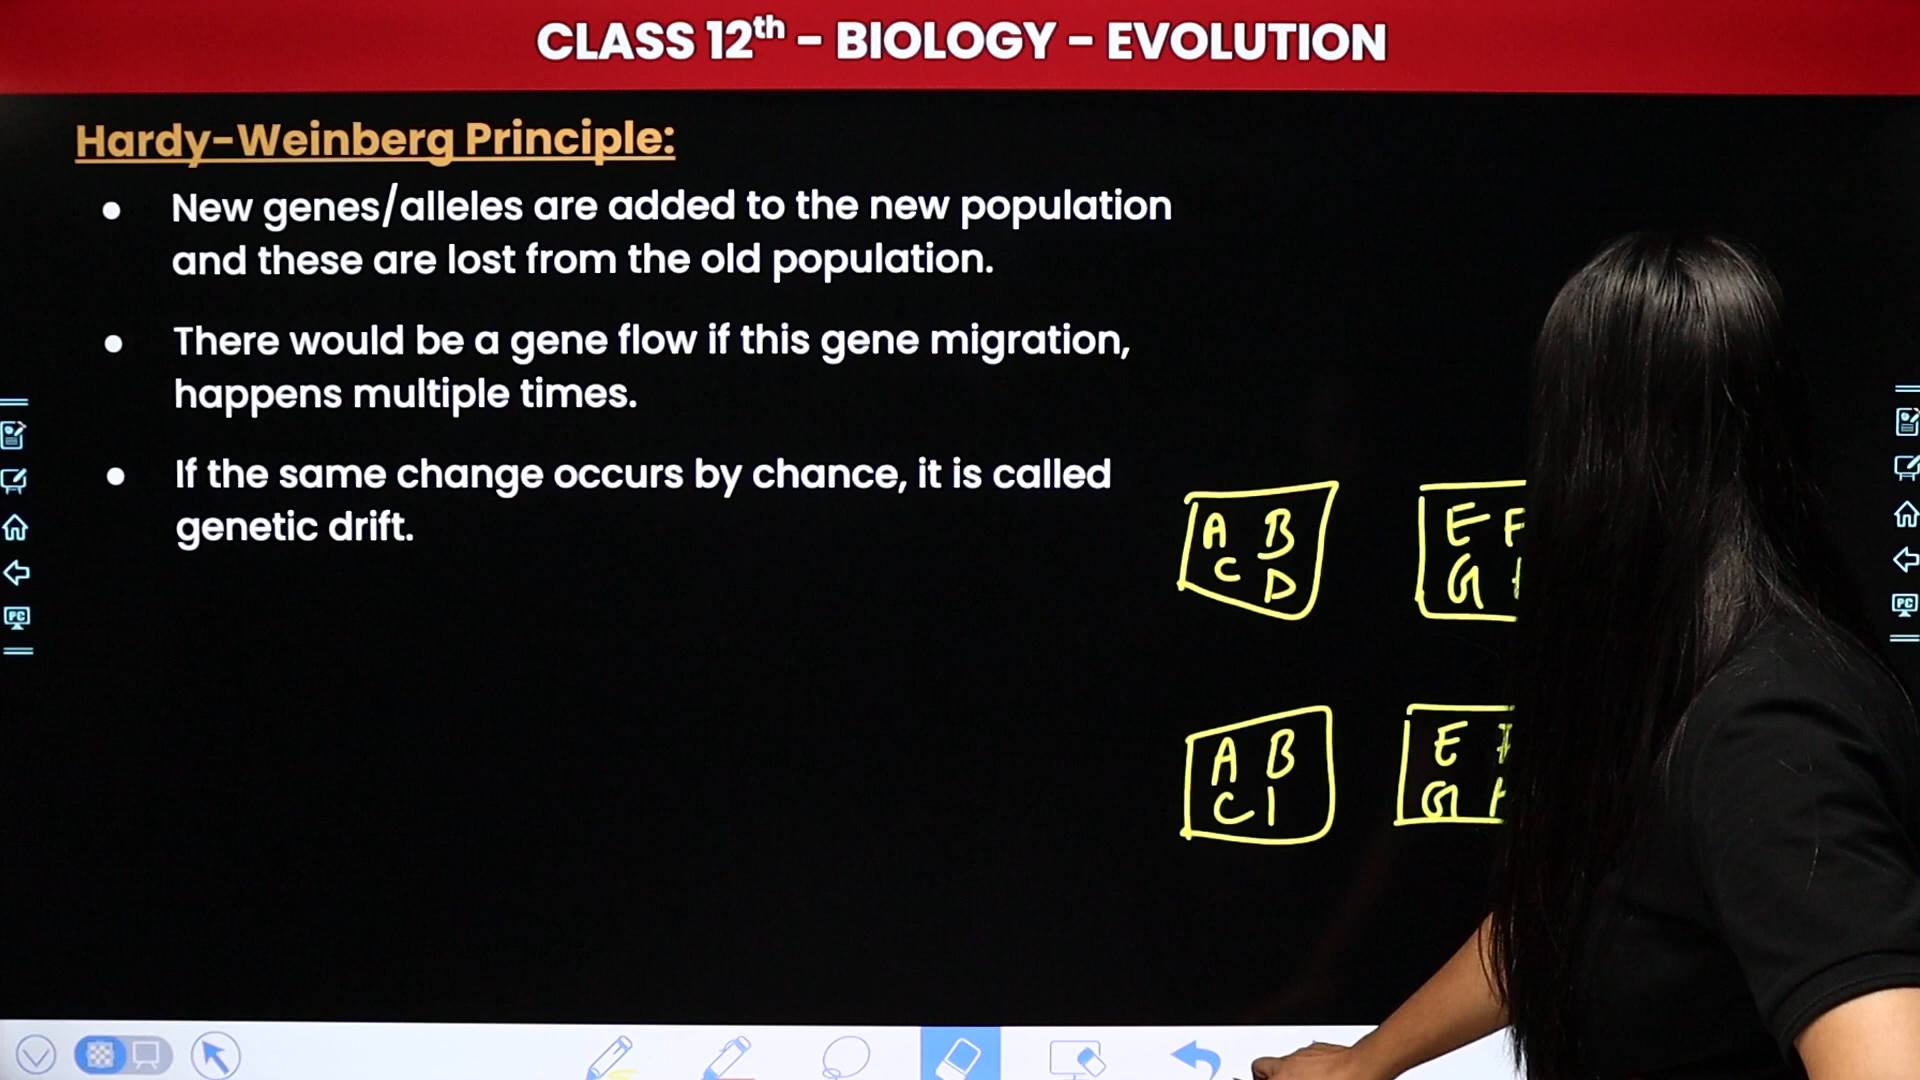 CLASS 12th - BIOLOGY - EVOLUTION
Hardy-Weinberg Principle:
• New genes/alleles are added to the new population
and these are lost from the old population.
• There would be a gene flow if this gene migration,
happens multiple times.
• If the same change occurs by chance, it is called
genetic drift.
A B
C D
E F
G
A B
C
E
G
PC
PC